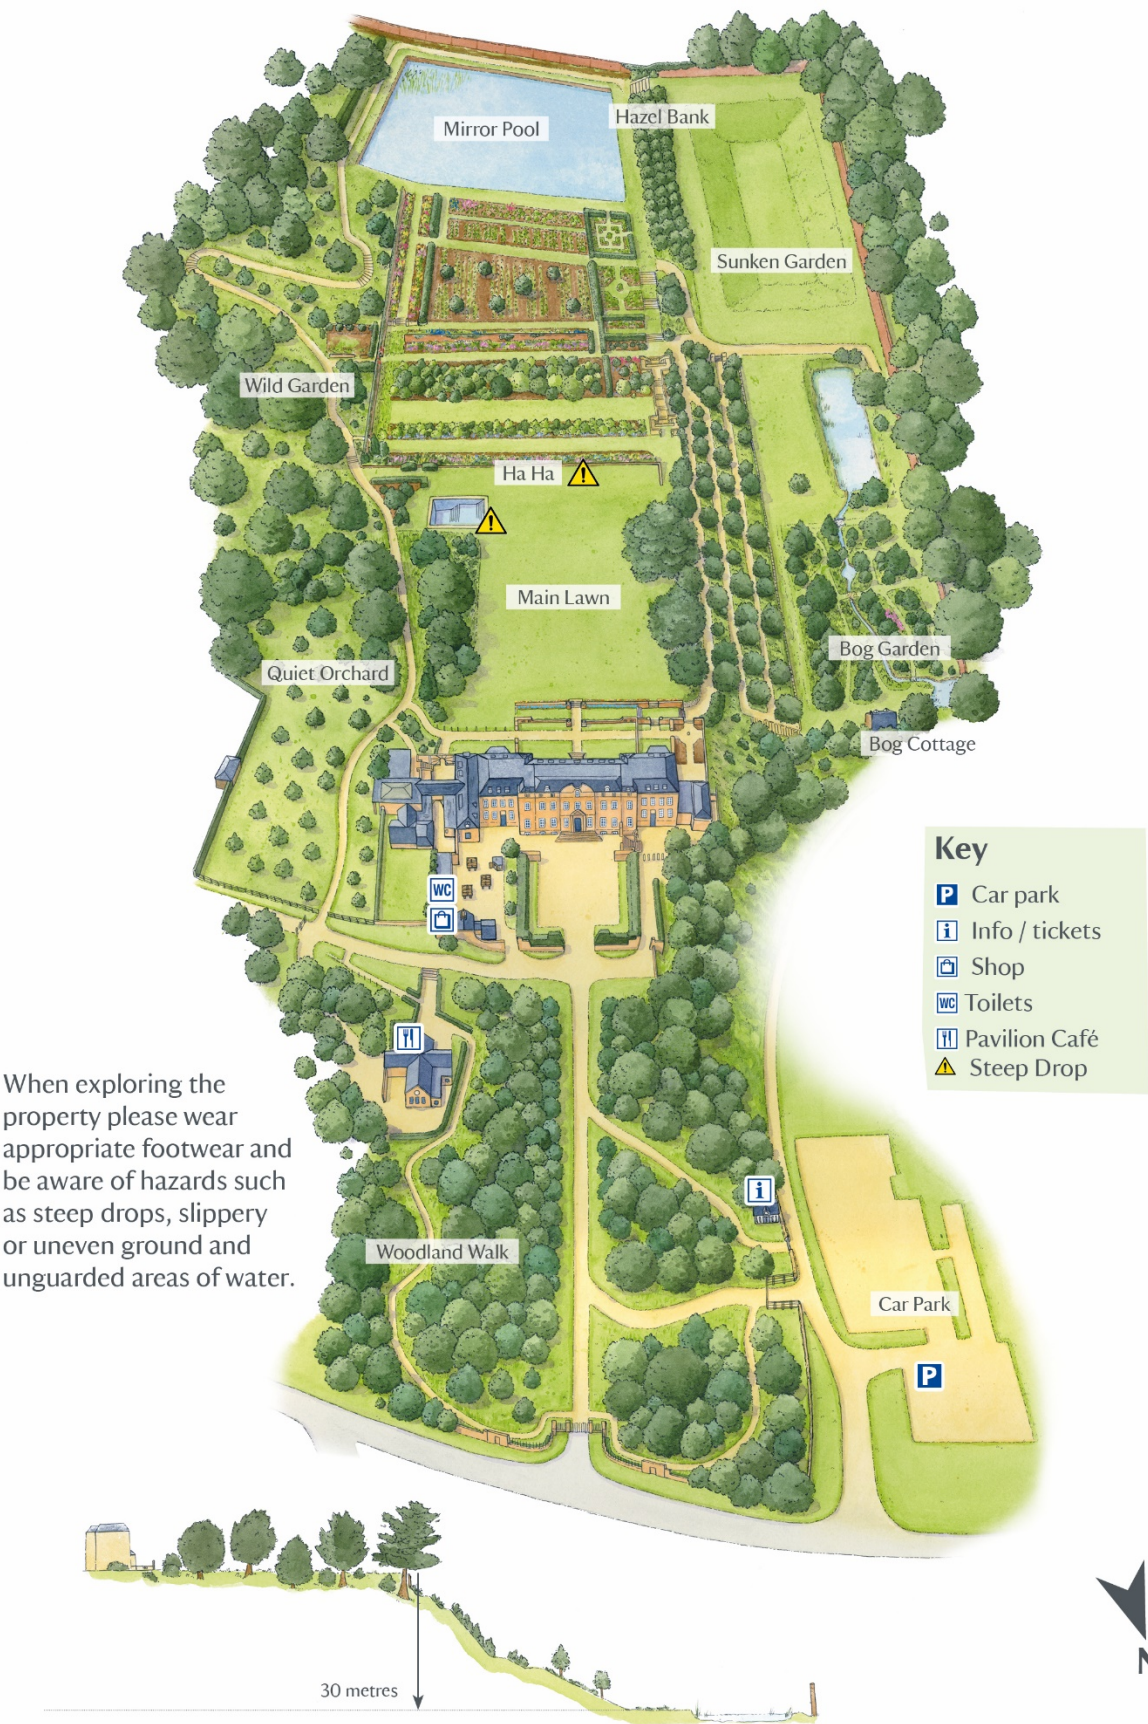 Mirror Pool
Hazel Bank
Sunken Garden
Wild Garden
Ha Ha
Main Lawn
Quiet Orchard
Bog Garden
Bog Cottage
WC
Key
P Car park
i Info / tickets
Shop
WC Toilets
Pavilion Café
Steep Drop
When exploring the
property please wear
appropriate footwear and
be aware of hazards such
as steep drops, slippery
or uneven ground and
unguarded areas of water.
i
Woodland Walk
Car Park
P
30 metres
N